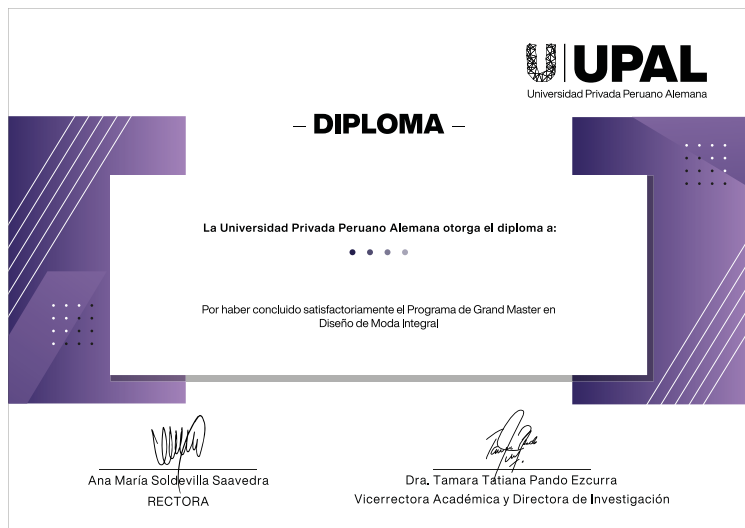 UPAL
Universidad Privada Peruano Alemana
– DIPLOMA –
La Universidad Privada Peruano Alemana otorga el diploma a:
Por haber concluido satisfactoriamente el Programa de Grand Master en
Diseño de Moda Integral
Ana María Soldevilla Saavedra
RECTORA
Dra. Tamara Tatiana Pando Ezcurra
Vicerrectora Académica y Directora de Investigación